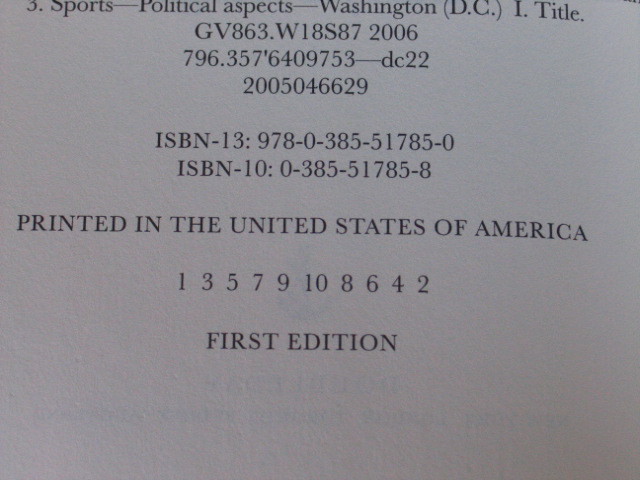 3. Sports—Political aspects—Washington (D.C.) I. Title.
GV863.W18S87 2006
796.357'6409753—dc22
2005046629
ISBN-13: 978-0-385-51785-0
ISBN-10: 0-385-51785-8
PRINTED IN THE UNITED STATES OF AMERICA
1 3 5 7 9 10 8 6 4 2
FIRST EDITION